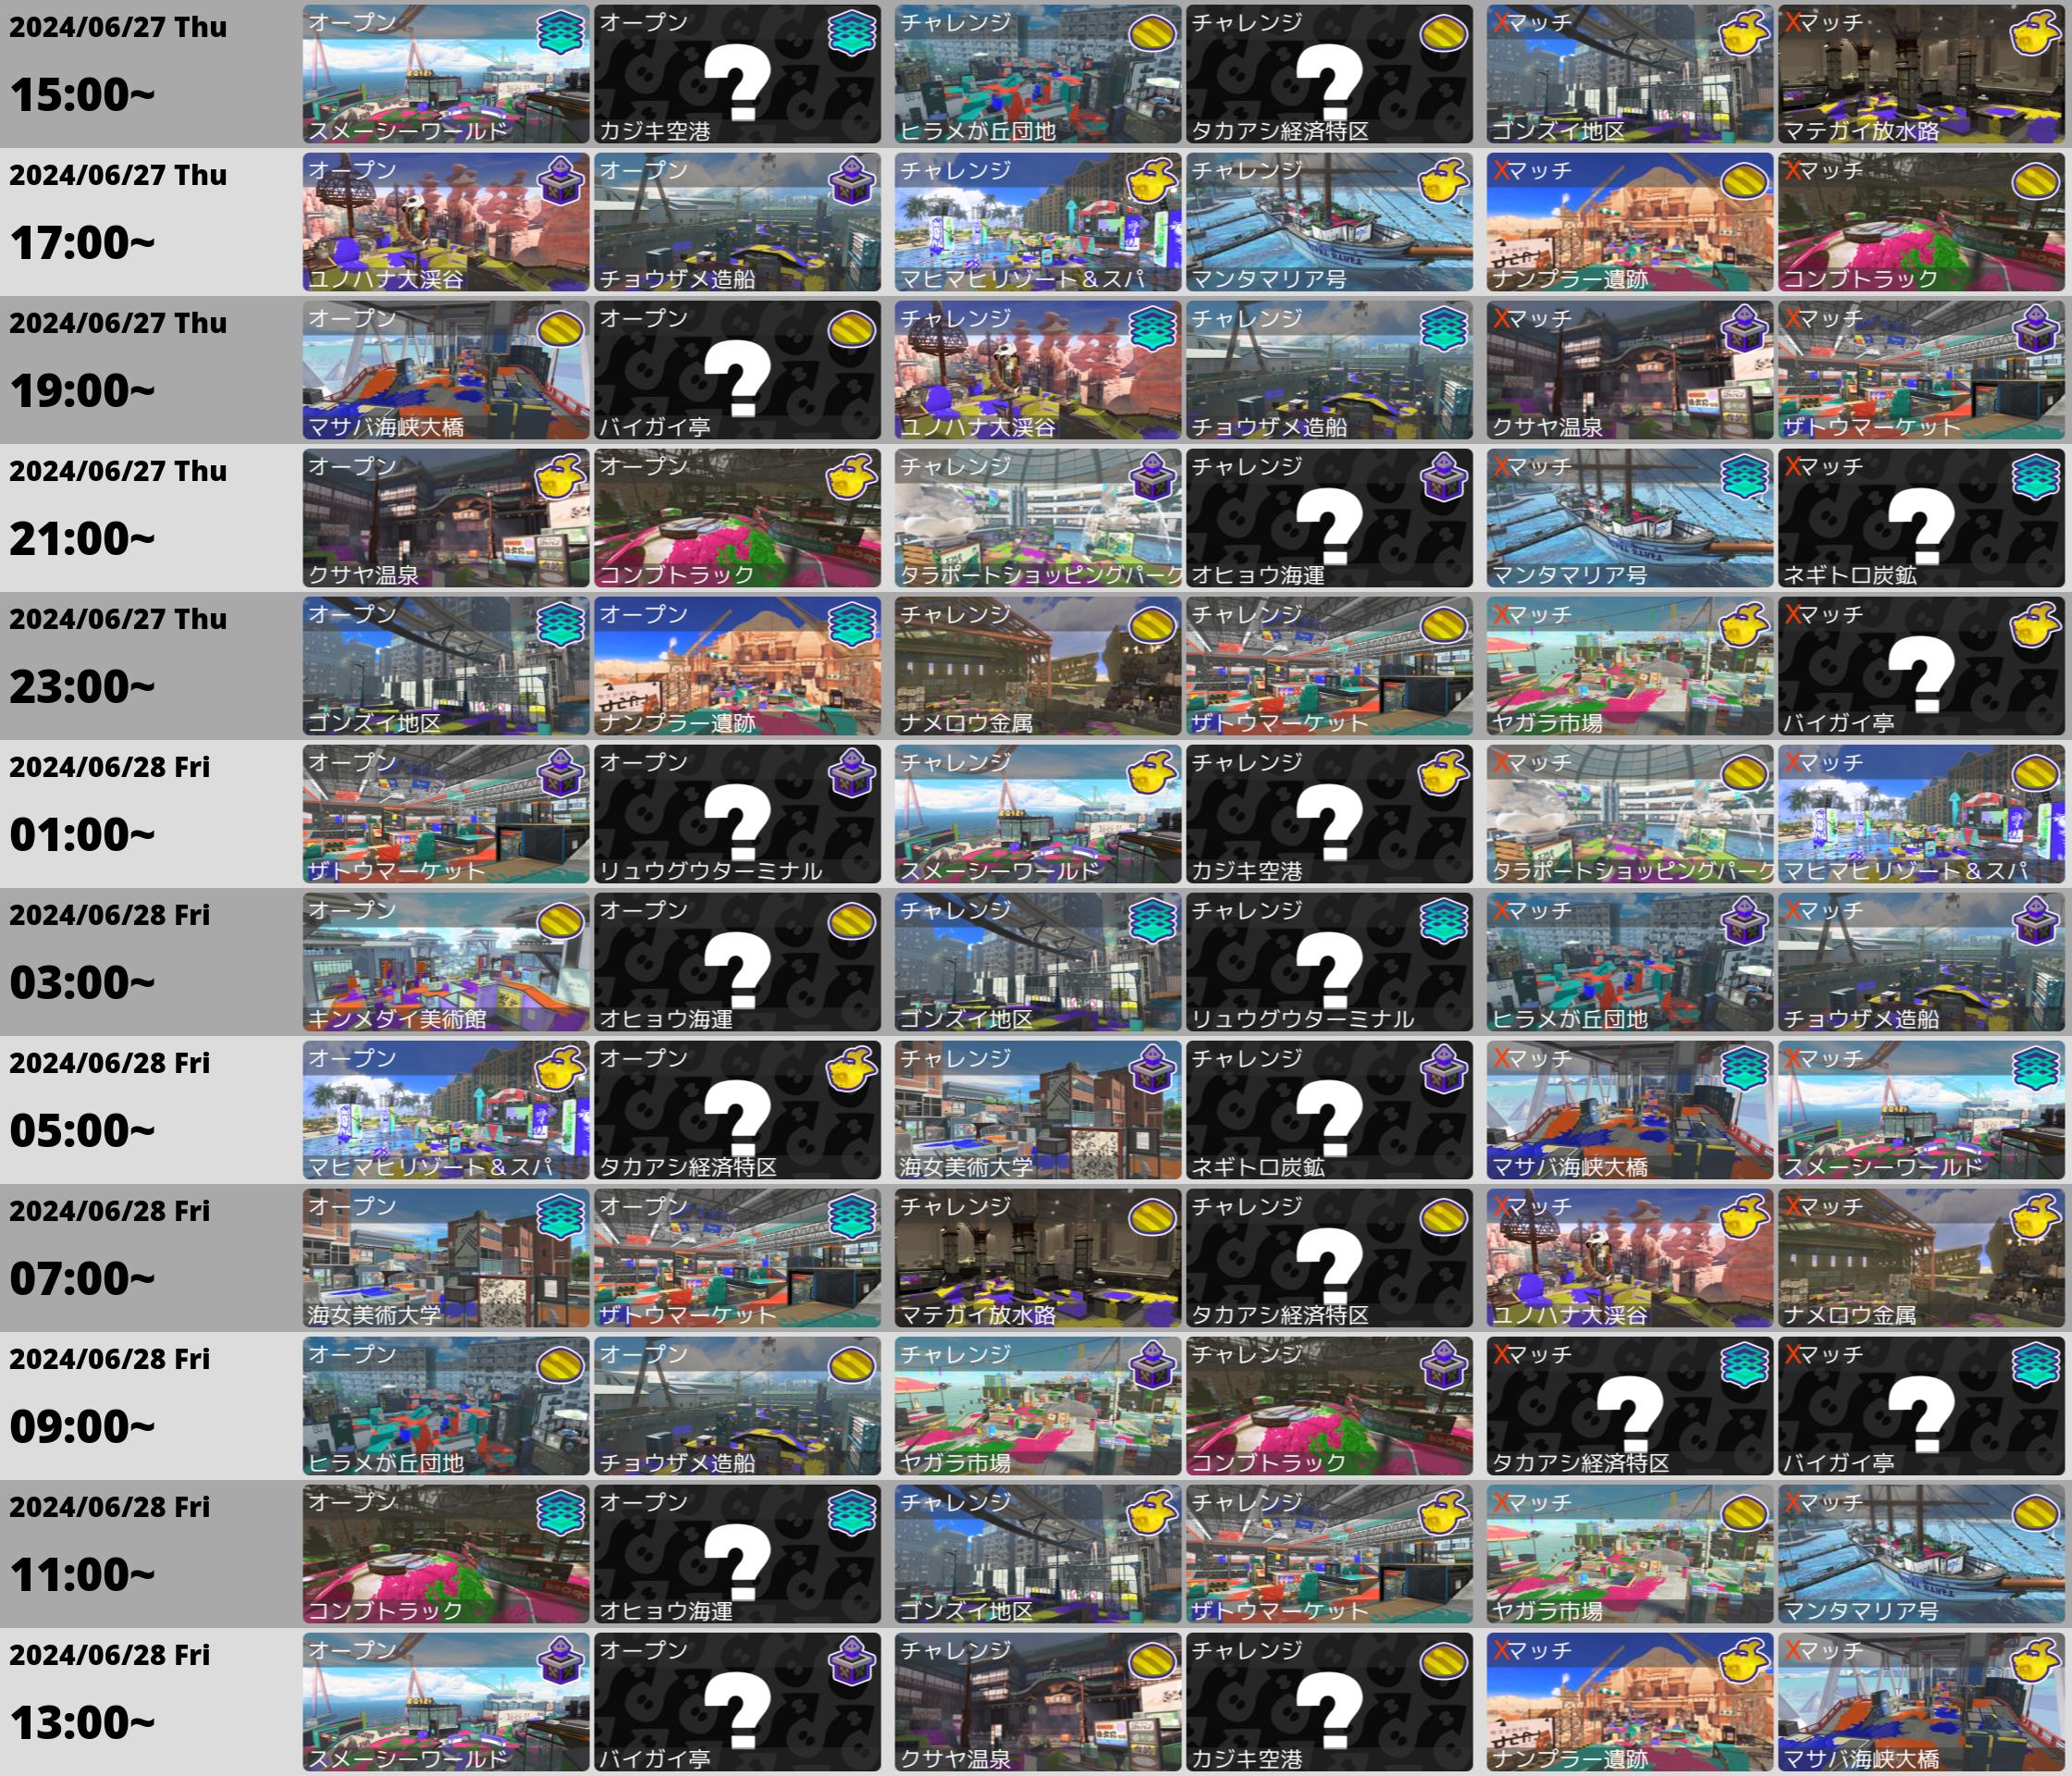 2024/06/27 Thu
15:00~
オープン
スメーシーワールド
オープン
カジキ空港
チャレンジ
ヒラメが丘団地
チャレンジ
タカアシ経済特区
Xマッチ
ゴンズイ地区
Xマッチ
マテガイ放水路
2024/06/27 Thu
17:00~
オープン
ユノハナ大渓谷
オープン
チョウザメ造船
チャレンジ
マヒマヒリゾート&スパ
チャレンジ
マンタマリア号
Xマッチ
ナンプラー遺跡
Xマッチ
コンブトラック
2024/06/27 Thu
19:00~
オープン
マサバ海峡大橋
オープン
バイガイ亭
チャレンジ
ユノハナ大渓谷
チャレンジ
チョウザメ造船
Xマッチ
クサヤ温泉
Xマッチ
ザトウマーケット
2024/06/27 Thu
21:00~
オープン
クサヤ温泉
オープン
コンブトラック
チャレンジ
タラポートショッピングパーク
チャレンジ
オヒョウ海運
Xマッチ
マンタマリア号
Xマッチ
ネギトロ炭鉱
2024/06/27 Thu
23:00~
オープン
ゴンズイ地区
オープン
ナンプラー遺跡
チャレンジ
ナメロウ金属
チャレンジ
ザトウマーケット
Xマッチ
ヤガラ市場
Xマッチ
バイガイ亭
2024/06/28 Fri
01:00~
オープン
ザトウマーケット
オープン
リュウグウターミナル
チャレンジ
スメーシーワールド
チャレンジ
カジキ空港
Xマッチ
タラポートショッピングパーク
Xマッチ
マヒマヒリゾート&スパ
2024/06/28 Fri
03:00~
オープン
キンメダイ美術館
オープン
オヒョウ海運
チャレンジ
ゴンズイ地区
チャレンジ
リュウグウターミナル
Xマッチ
ヒラメが丘団地
Xマッチ
チョウザメ造船
2024/06/28 Fri
05:00~
オープン
マヒマヒリゾート&スパ
オープン
タカアシ経済特区
チャレンジ
海女美術大学
チャレンジ
ネギトロ炭鉱
Xマッチ
マサバ海峡大橋
Xマッチ
スメーシーワールド
2024/06/28 Fri
07:00~
オープン
海女美術大学
オープン
ザトウマーケット
チャレンジ
マテガイ放水路
チャレンジ
タカアシ経済特区
Xマッチ
ユノハナ大渓谷
Xマッチ
ナメロウ金属
2024/06/28 Fri
09:00~
オープン
ヒラメが丘団地
オープン
チョウザメ造船
チャレンジ
ヤガラ市場
チャレンジ
コンブトラック
Xマッチ
タカアシ経済特区
Xマッチ
バイガイ亭
2024/06/28 Fri
11:00~
オープン
コンブトラック
オープン
オヒョウ海運
チャレンジ
ゴンズイ地区
チャレンジ
ザトウマーケット
Xマッチ
ヤガラ市場
Xマッチ
マンタマリア号
2024/06/28 Fri
13:00~
オープン
スメーシーワールド
オープン
バイガイ亭
チャレンジ
クサヤ温泉
チャレンジ
カジキ空港
Xマッチ
ナンプラー遺跡
Xマッチ
マサバ海峡大橋